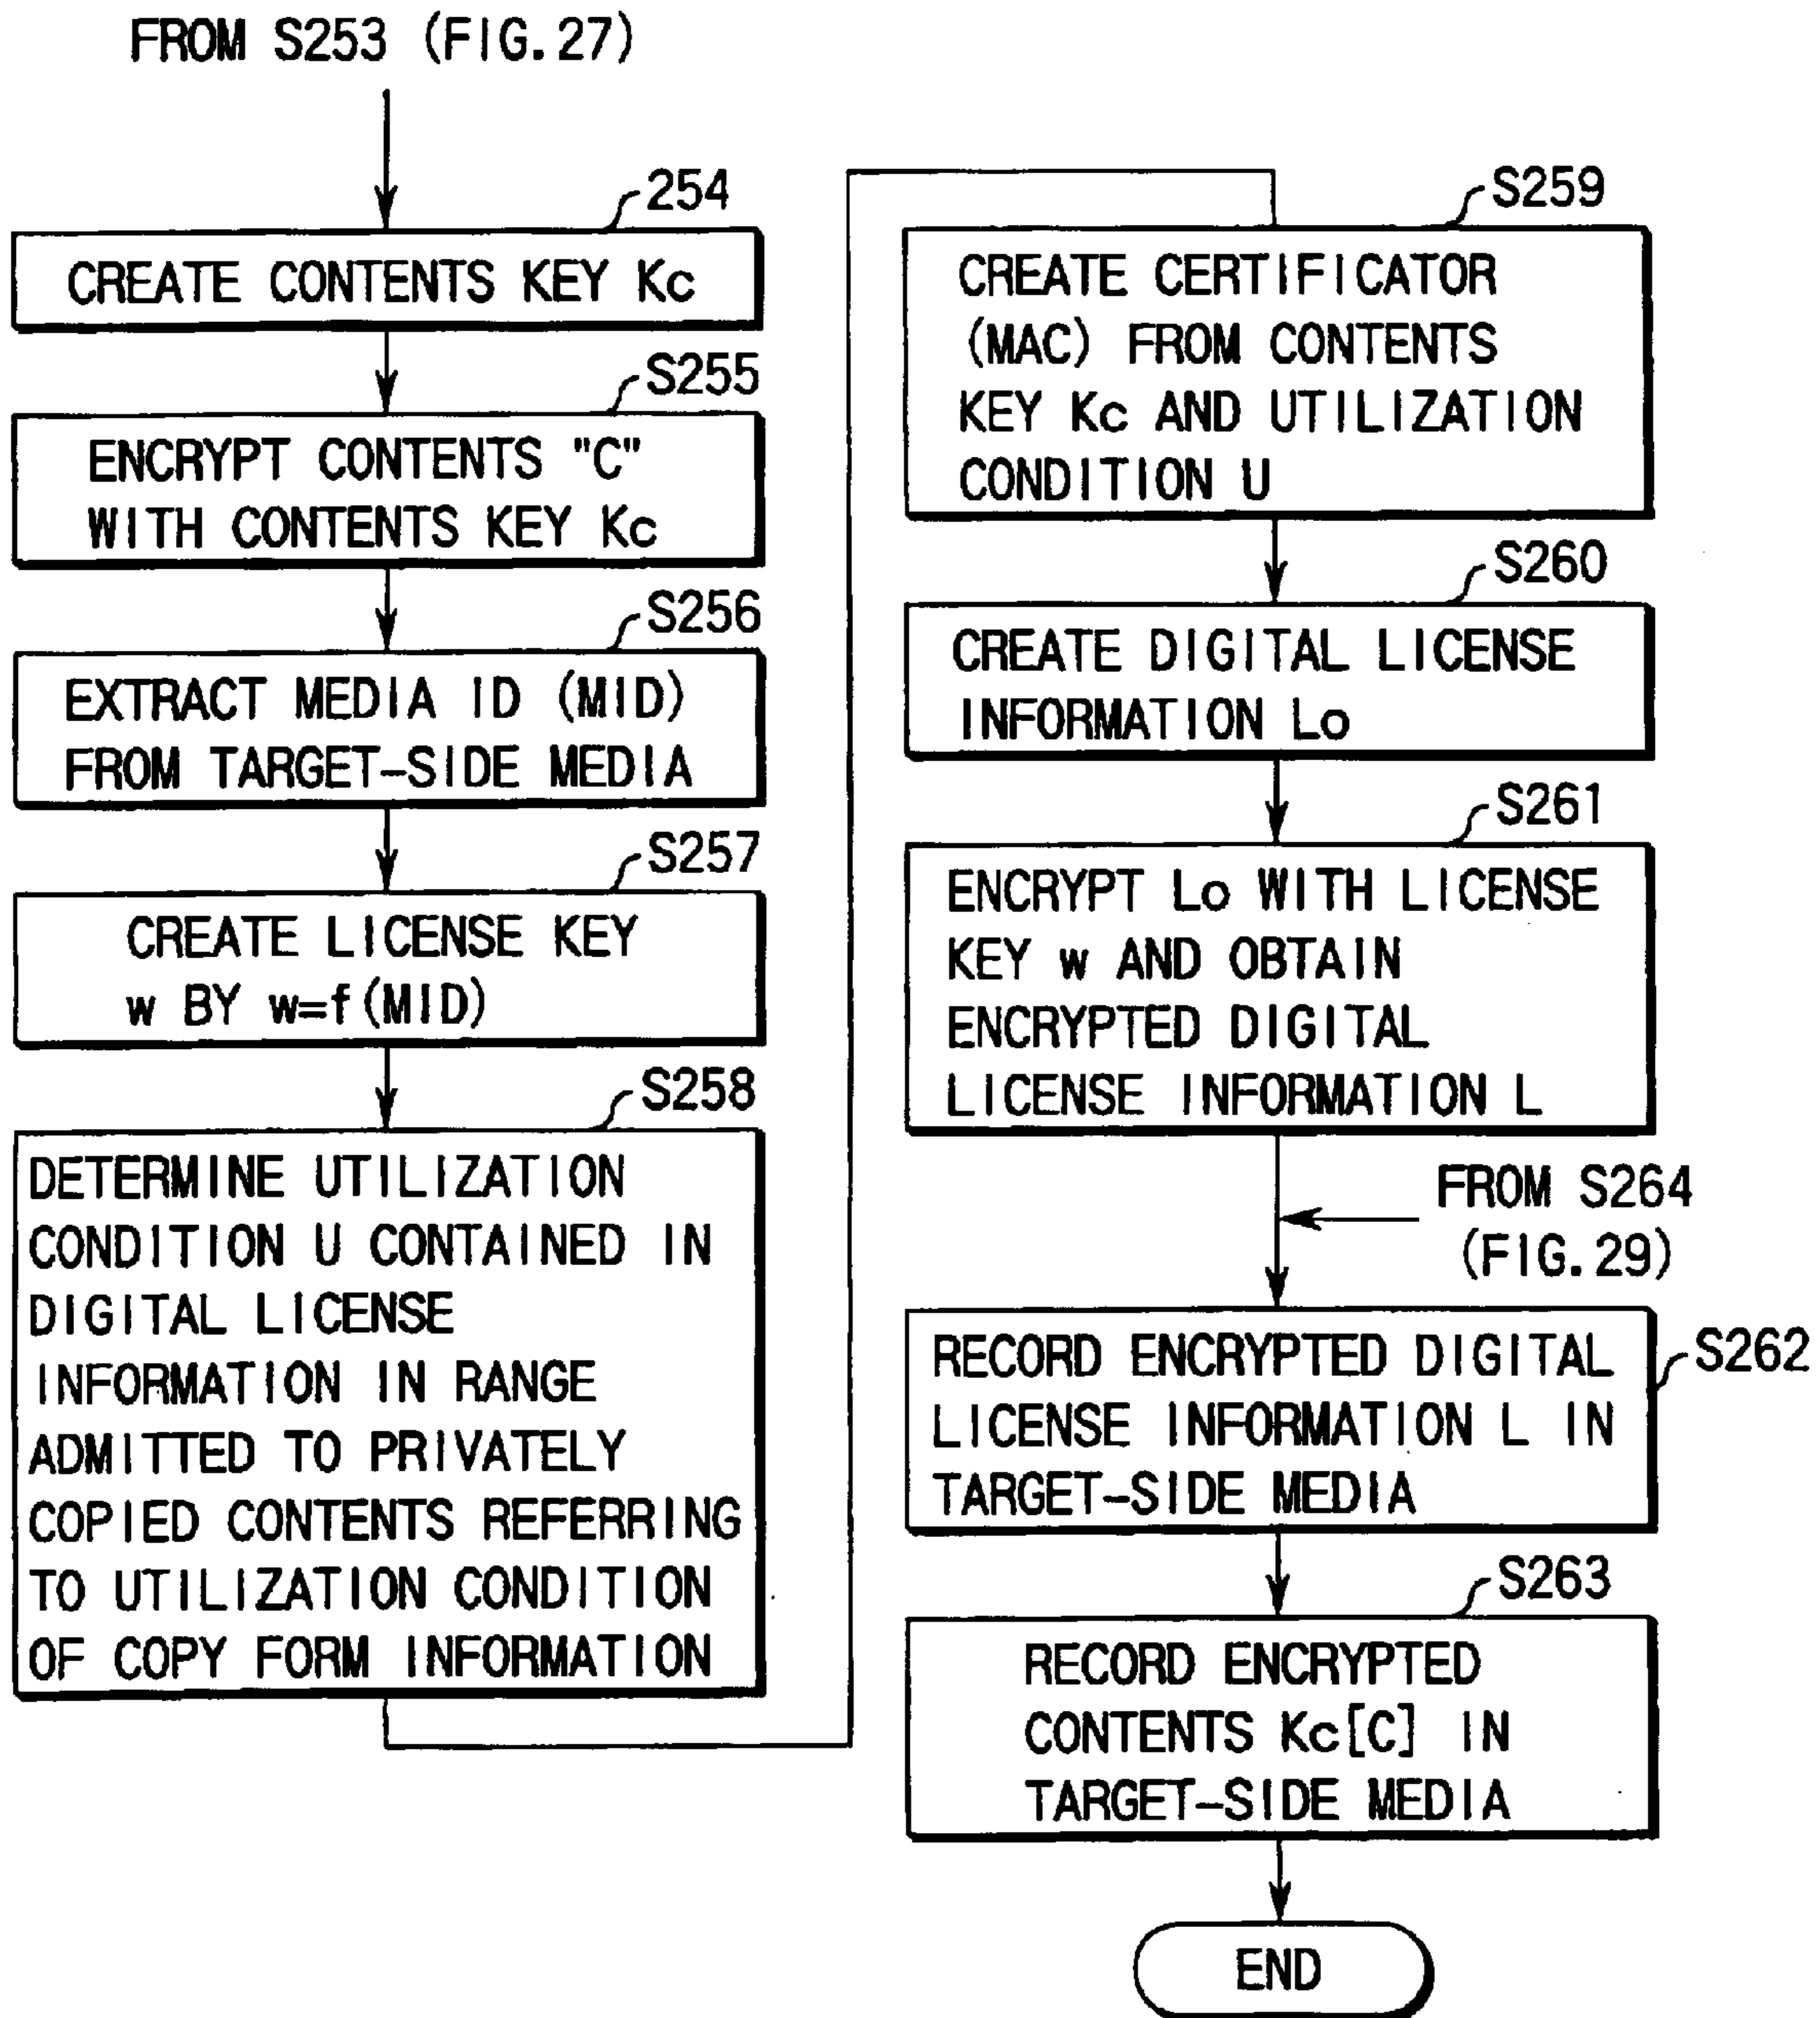 FROM S253 (FIG.27)
254
CREATE CONTENTS KEY Kc
S255
ENCRYPT CONTENTS "C"
WITH CONTENTS KEY Kc
S256
EXTRACT MEDIA ID (MID)
FROM TARGET-SIDE MEDIA
S257
CREATE LICENSE KEY
w BY w=f(MID)
S258
DETERMINE UTILIZATION
CONDITION U CONTAINED IN
DIGITAL LICENSE
INFORMATION IN RANGE
ADMITTED TO PRIVATELY
COPIED CONTENTS REFERRING
TO UTILIZATION CONDITION
OF COPY FORM INFORMATION
S259
CREATE CERTIFICATOR
(MAC) FROM CONTENTS
KEY Kc AND UTILIZATION
CONDITION U
S260
CREATE DIGITAL LICENSE
INFORMATION Lo
S261
ENCRYPT Lo WITH LICENSE
KEY w AND OBTAIN
ENCRYPTED DIGITAL
LICENSE INFORMATION L
FROM S264
(FIG.29)
S262
RECORD ENCRYPTED DIGITAL
LICENSE INFORMATION L IN
TARGET-SIDE MEDIA
S263
RECORD ENCRYPTED
CONTENTS Kc[C] IN
TARGET-SIDE MEDIA
END